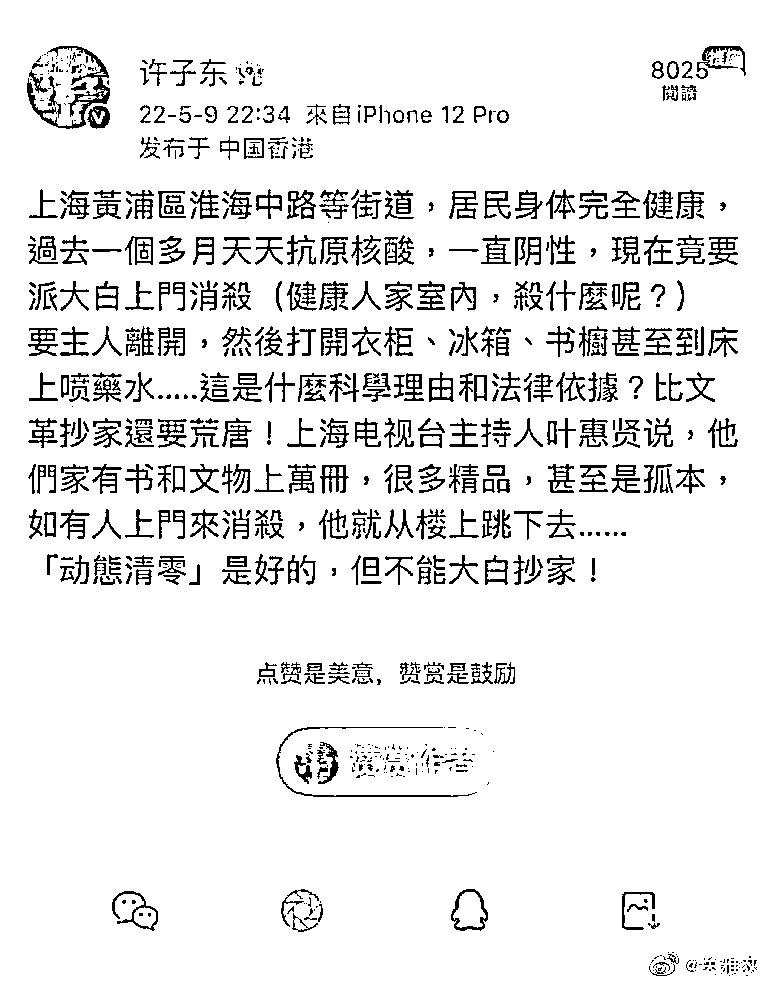 许子东
8025
閱讀
22-5-9 22:34 來自iPhone 12 Pro
发布于 中国香港
上海黃浦區淮海中路等街道，居民身体完全健康，
過去一個多月天天抗原核酸，一直阴性，現在竟要
派大白上門消殺（健康人家室內，殺什麼呢？）
要主人離開，然後打開衣柜、冰箱、书櫥甚至到床
上喷藥水.....這是什麼科學理由和法律依據？比文
革抄家還要荒唐！上海电视台主持人叶惠贤说，他
們家有书和文物上萬冊，很多精品，甚至是孤本，
如有人上門來消殺，他就从楼上跳下去......
「动態清零」是好的，但不能大白抄家！
点赞是美意，赞赏是鼓励